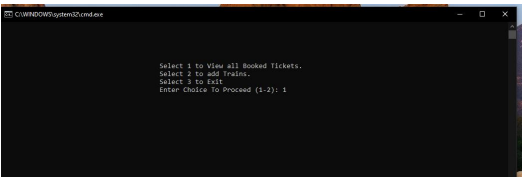 C:\WINDOWS\system32\cmd.exe
Select 1 to View all Booked Tickets.
Select 2 to add Trains.
Select 3 to Exit
Enter Choice To Proceed (1-2): 1